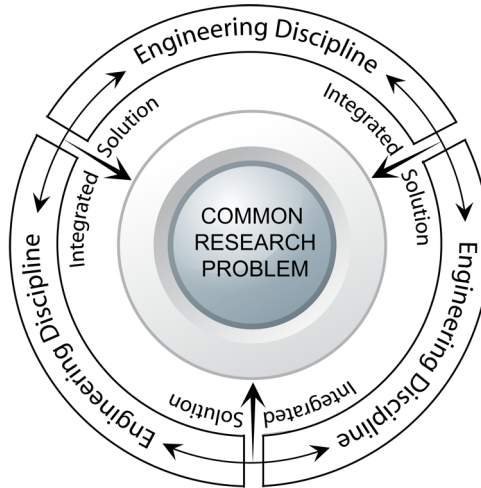 Engineering Discipline
Integrated
Solution
Integrated
Solution
COMMON
RESEARCH
PROBLEM
Engineering Discipline
Engineering Discipline
Integrated
Solution